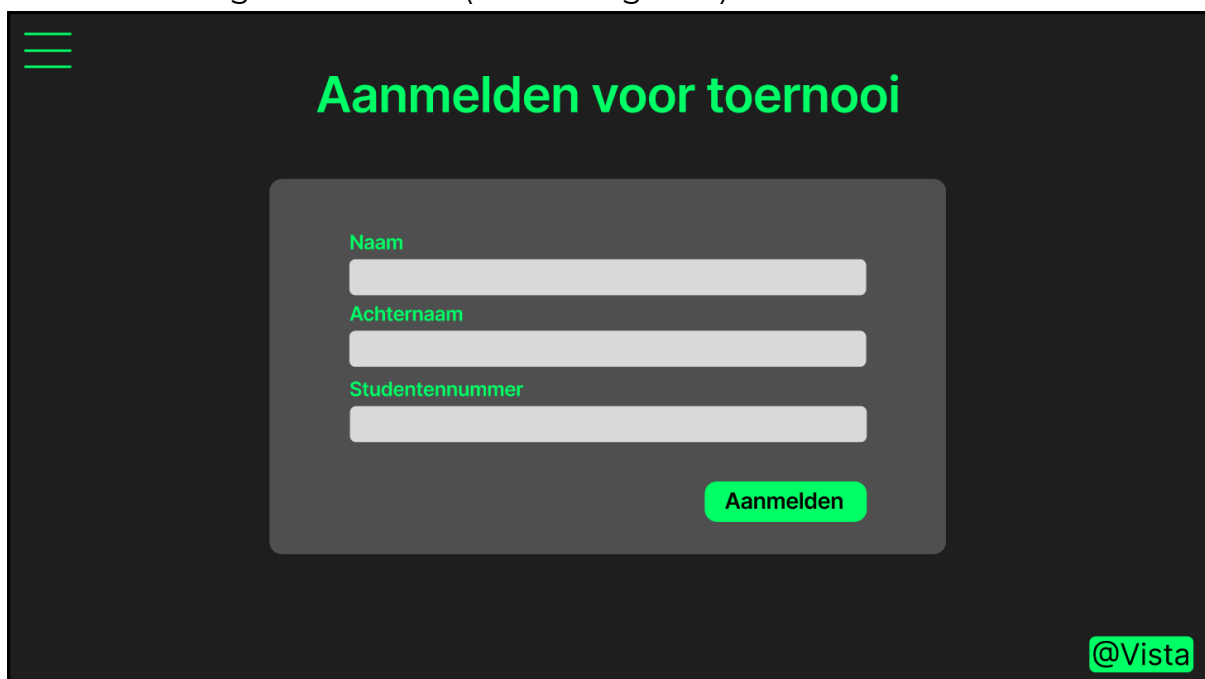 Aanmelden voor toernooi
Naam
Achternaam
Studentennummer
Aanmelden
@Vista